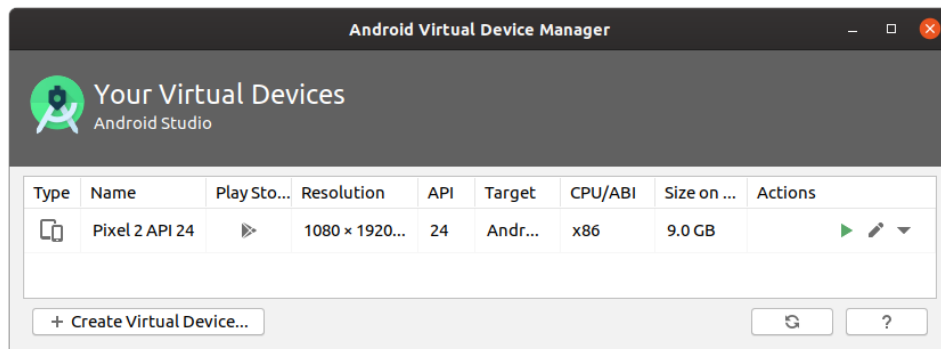 Android Virtual Device Manager
Your Virtual Devices
Android Studio
Type Name Play Sto... Resolution API Target CPU/ABI Size on ... Actions
Pixel 2 API 24 1080 × 1920... 24 Andr... x86 9.0 GB
+ Create Virtual Device... ?